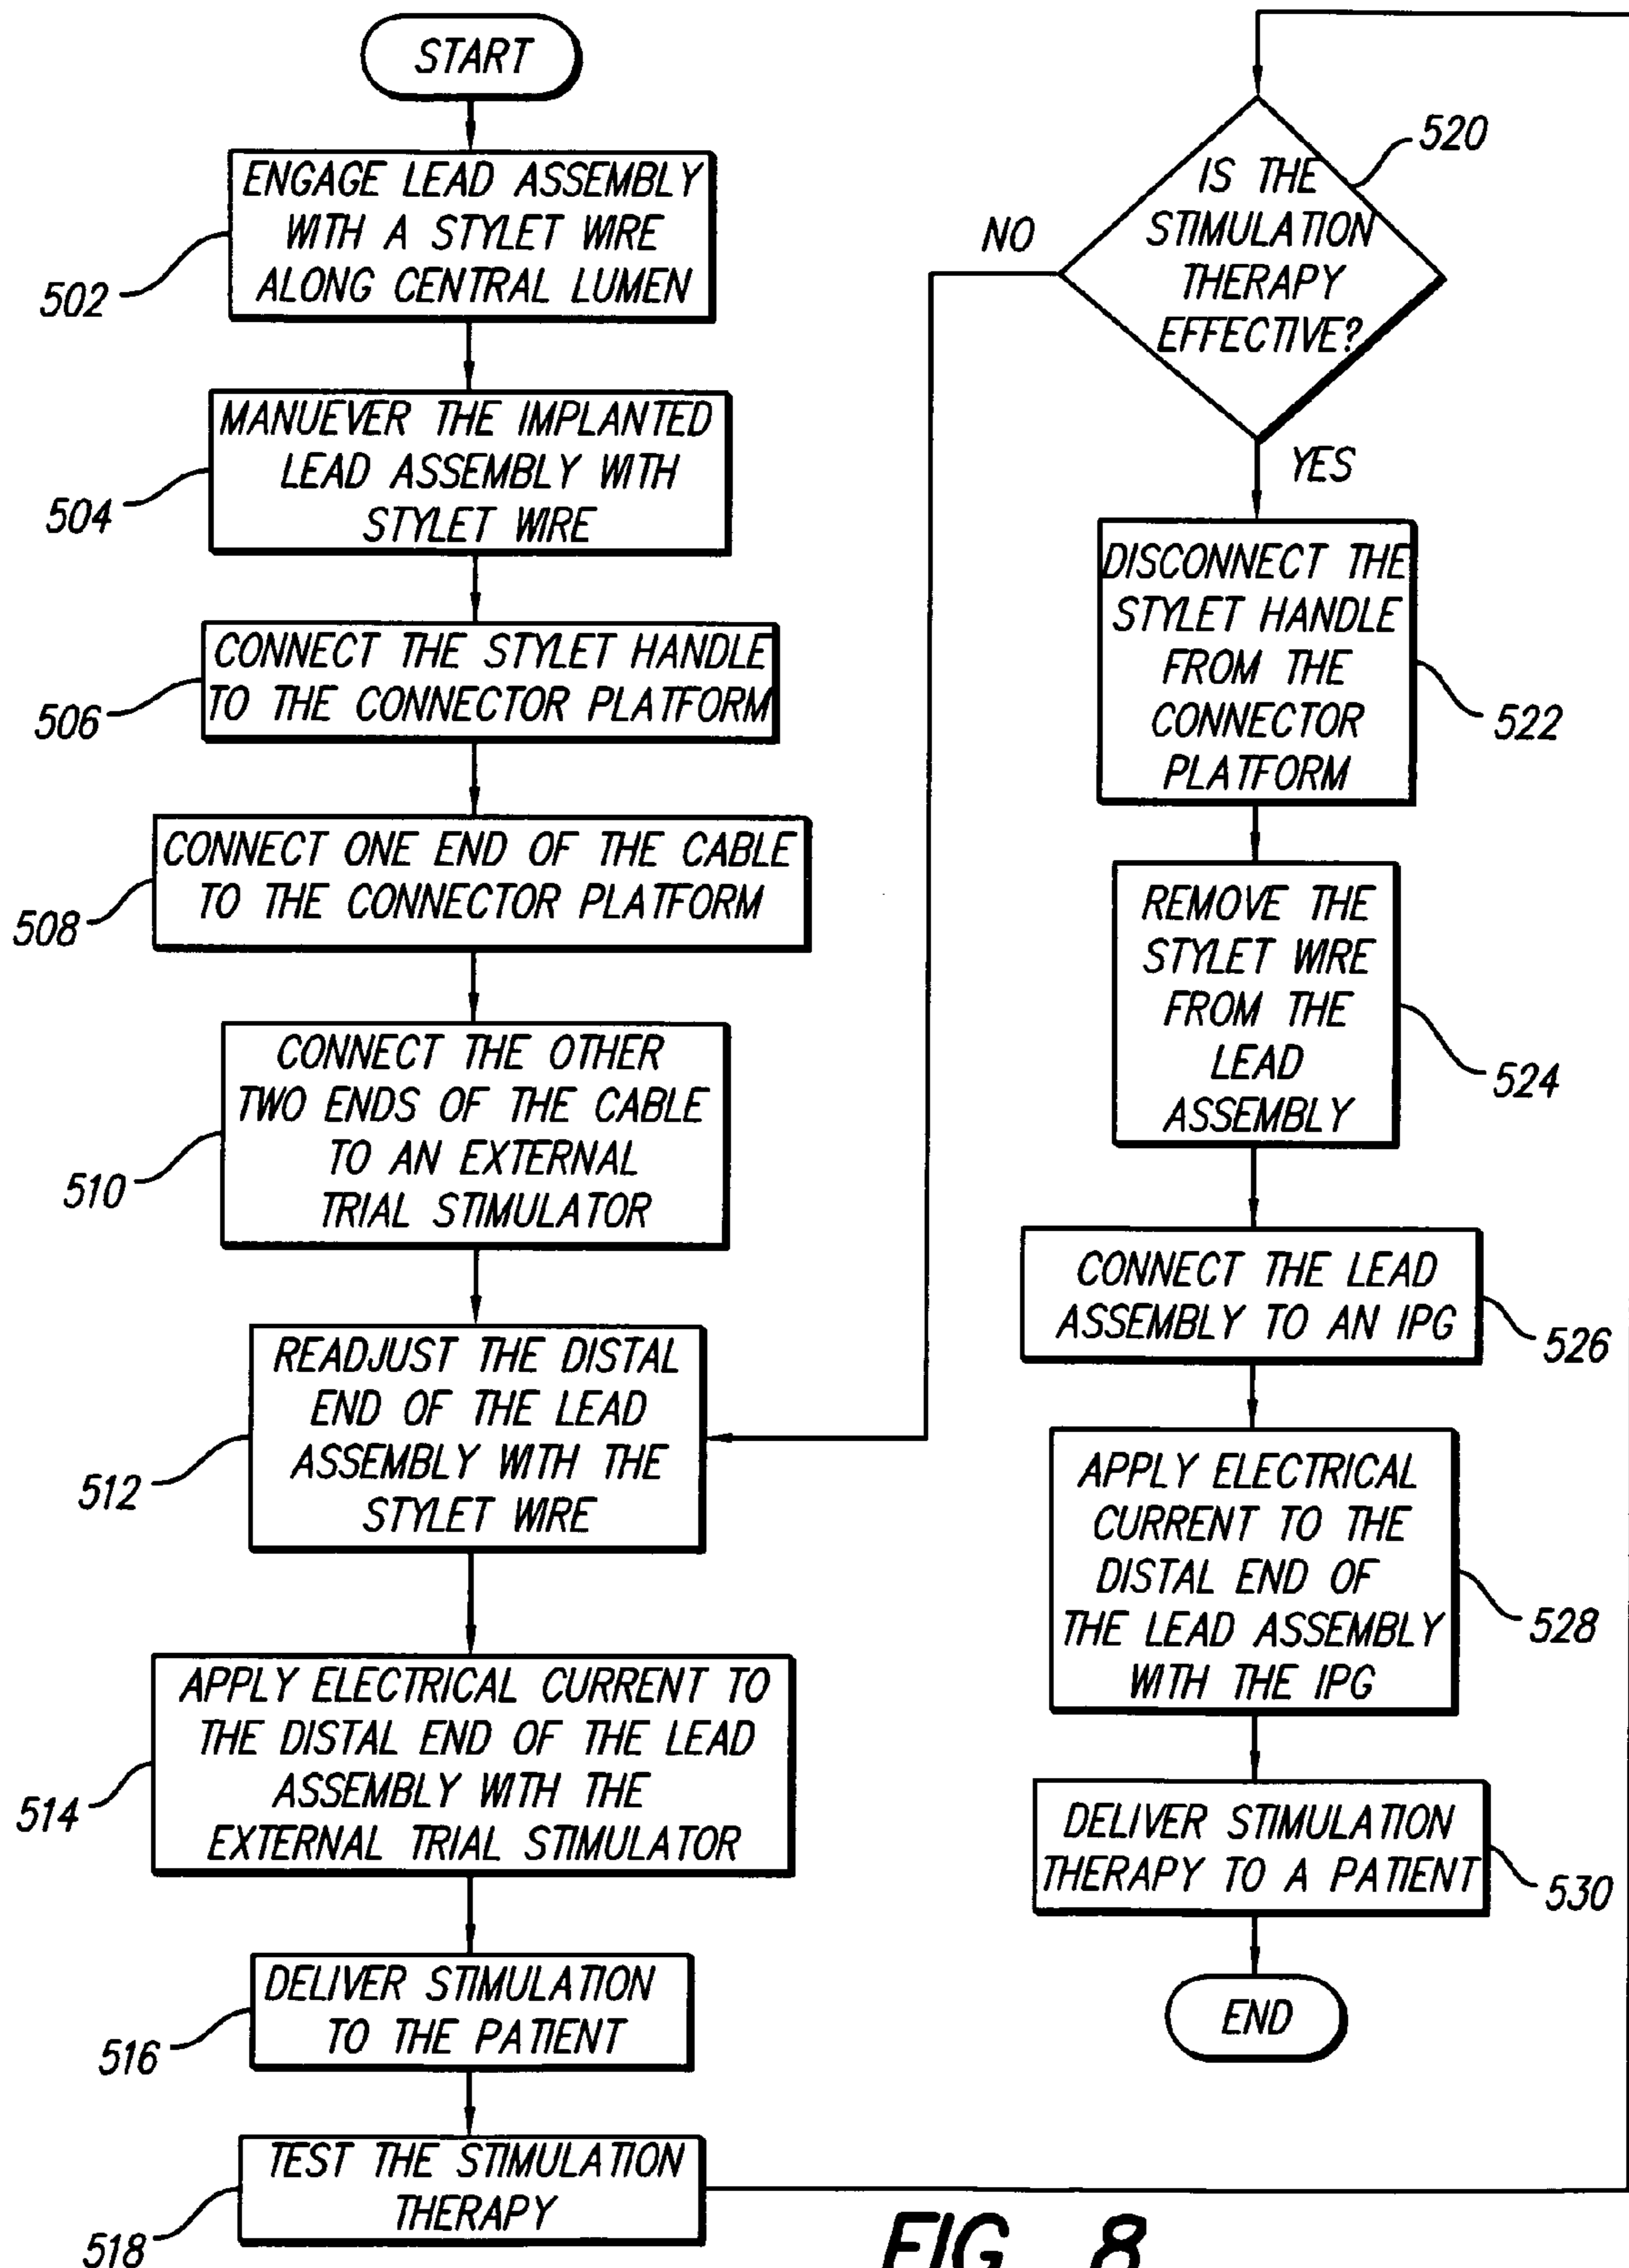 START
ENGAGE LEAD ASSEMBLY
WITH A STYLET WIRE
ALONG CENTRAL LUMEN
502
MANUEVER THE IMPLANTED
LEAD ASSEMBLY WITH
STYLET WIRE
504
CONNECT THE STYLET HANDLE
TO THE CONNECTOR PLATFORM
506
CONNECT ONE END OF THE CABLE
TO THE CONNECTOR PLATFORM
508
CONNECT THE OTHER
TWO ENDS OF THE CABLE
TO AN EXTERNAL
TRIAL STIMULATOR
510
READJUST THE DISTAL
END OF THE LEAD
ASSEMBLY WITH THE
STYLET WIRE
512
APPLY ELECTRICAL CURRENT TO
THE DISTAL END OF THE LEAD
ASSEMBLY WITH THE
EXTERNAL TRIAL STIMULATOR
514
DELIVER STIMULATION
TO THE PATIENT
516
TEST THE STIMULATION
THERAPY
518
IS THE
STIMULATION
THERAPY
EFFECTIVE?
520
NO
YES
DISCONNECT THE
STYLET HANDLE
FROM THE
CONNECTOR
PLATFORM
522
REMOVE THE
STYLET WIRE
FROM THE
LEAD
ASSEMBLY
524
CONNECT THE LEAD
ASSEMBLY TO AN IPG
526
APPLY ELECTRICAL
CURRENT TO THE
DISTAL END OF
THE LEAD ASSEMBLY
WITH THE IPG
528
DELIVER STIMULATION
THERAPY TO A PATIENT
530
END
FIG. 8